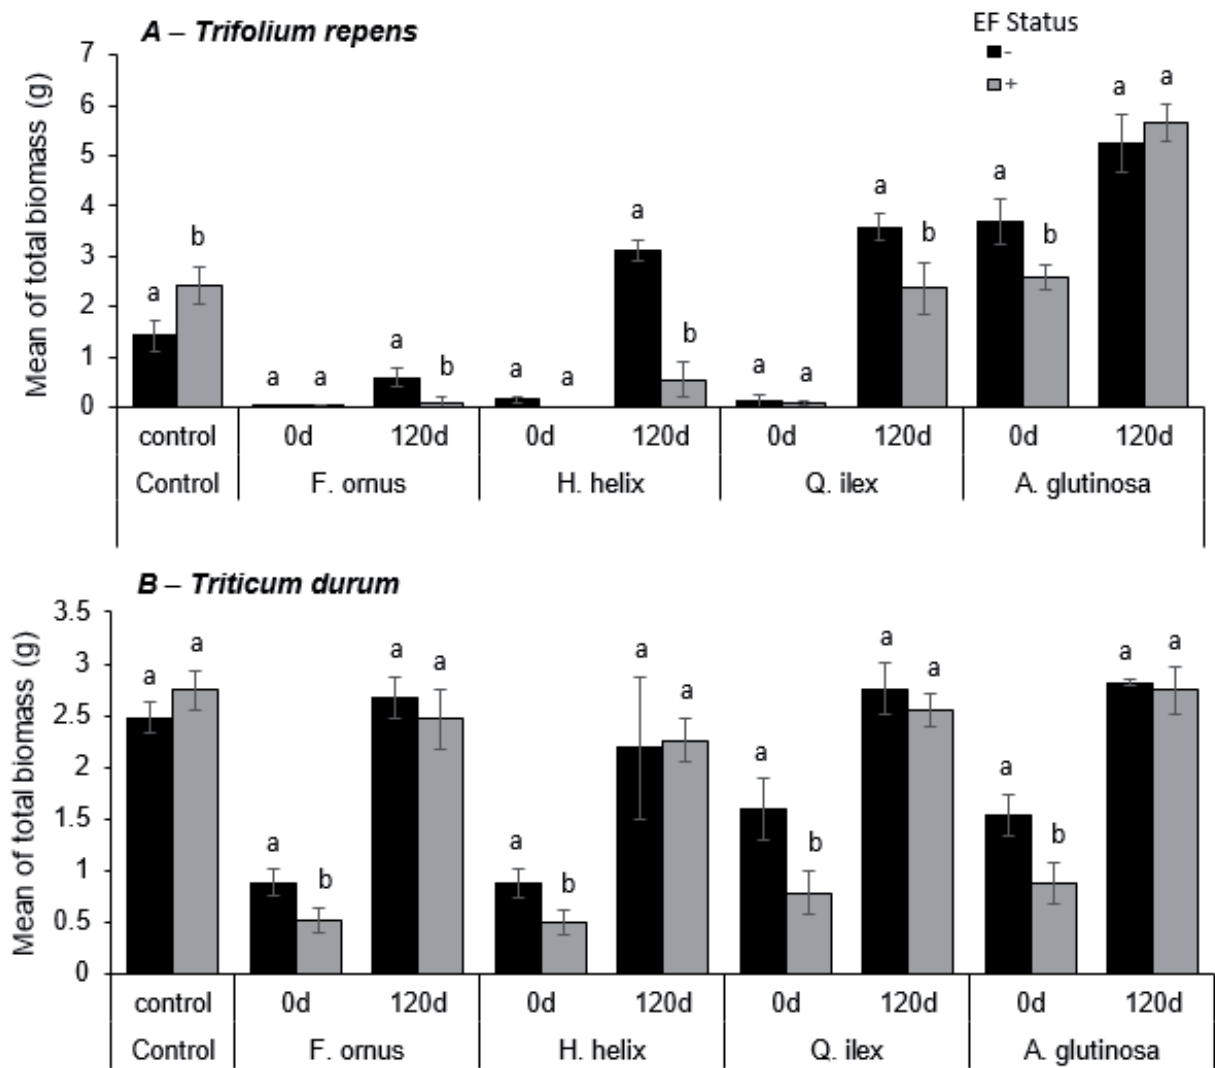 A – Trifolium repens
EF Status
-
+
Mean of total biomass (g)
7
6
5
4
3
2
1
0
a b a a a b a a a b a a a b a b a a
control 0d 120d 0d 120d 0d 120d 0d 120d
Control F. ornus H. helix Q. ilex A. glutinosa
B – Triticum durum
Mean of total biomass (g)
3.5
3
2.5
2
1.5
1
0.5
0
a a a b a a a b a a a b a a a b a a
control 0d 120d 0d 120d 0d 120d 0d 120d
Control F. ornus H. helix Q. ilex A. glutinosa